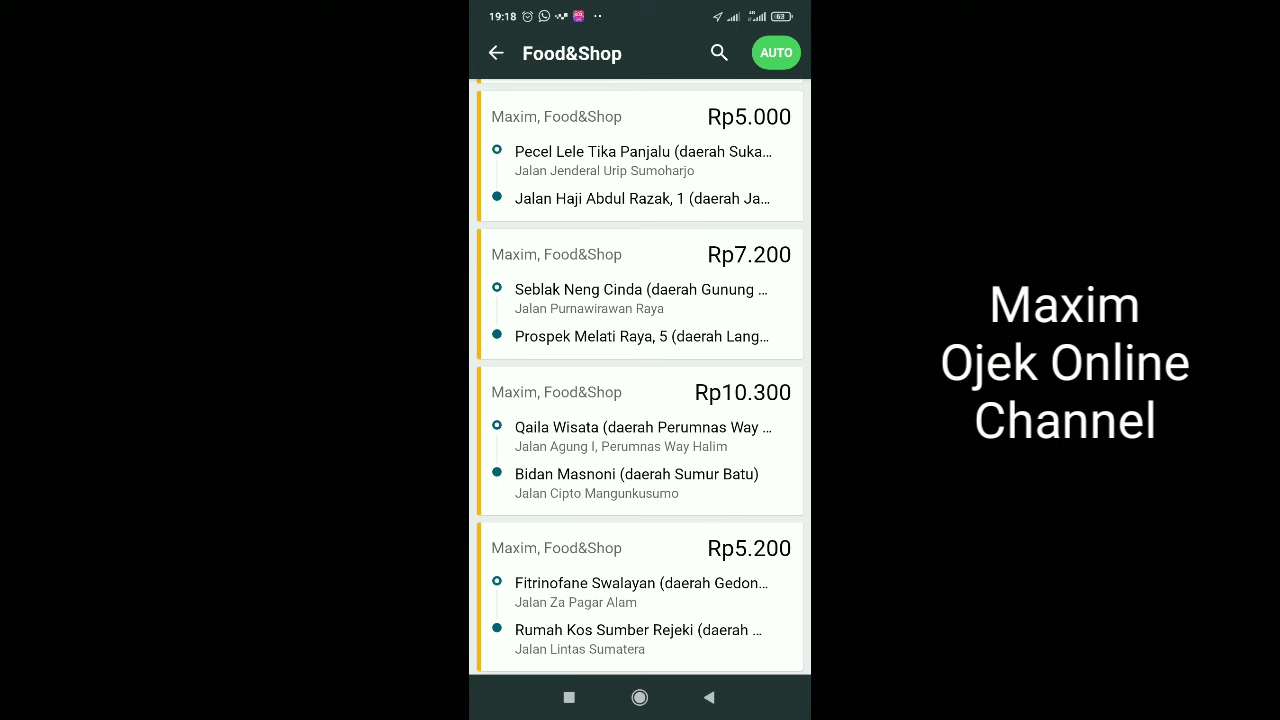 19:18
63
Food&Shop
AUTO
Maxim, Food&Shop Rp5.000
Pecel Lele Tika Panjalu (daerah Suka...
Jalan Jenderal Urip Sumoharjo
Jalan Haji Abdul Razak, 1 (daerah Ja...
Maxim, Food&Shop Rp7.200
Seblak Neng Cinda (daerah Gunung ...
Jalan Purnawirawan Raya
Prospek Melati Raya, 5 (daerah Lang...
Maxim, Food&Shop Rp10.300
Qaila Wisata (daerah Perumnas Way ...
Jalan Agung I, Perumnas Way Halim
Bidan Masnoni (daerah Sumur Batu)
Jalan Cipto Mangunkusumo
Maxim, Food&Shop Rp5.200
Fitrinofane Swalayan (daerah Gedon...
Jalan Za Pagar Alam
Rumah Kos Sumber Rejeki (daerah ...
Jalan Lintas Sumatera
Maxim
Ojek Online
Channel